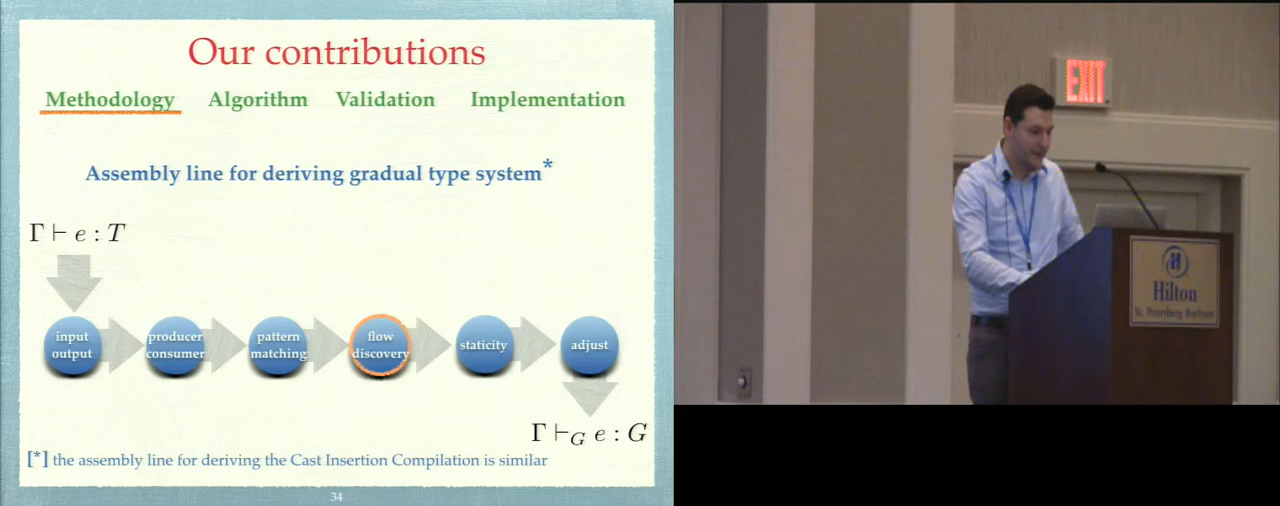 Our contributions
Methodology Algorithm Validation Implementation
Assembly line for deriving gradual type system*
Γ ⊢ e : T
input
output
producer
consumer
pattern
matching
flow
discovery
staticity
adjust
Γ ⊢G e : G
[*] the assembly line for deriving the Cast Insertion Compilation is similar
34
EXIT
Hilton
St. Petersburg Bayfront